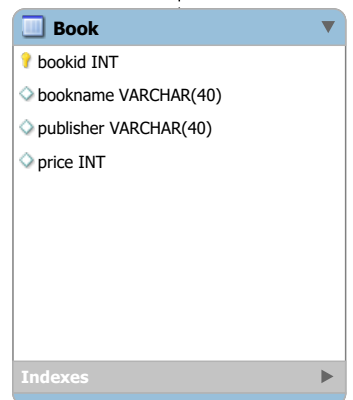 Book
bookid INT
bookname VARCHAR(40)
publisher VARCHAR(40)
price INT
Indexes